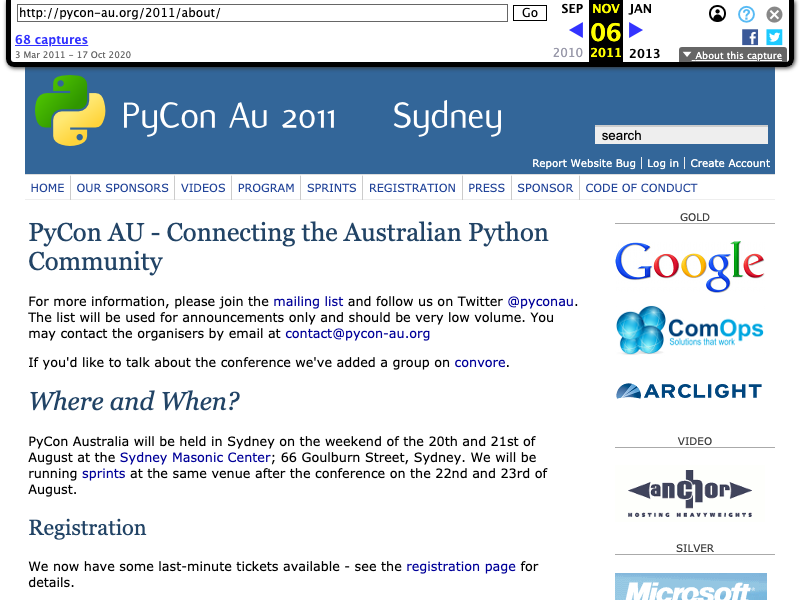 http://pycon-au.org/2011/about/
Go
SEP NOV JAN
06
2010 2011 2013
68 captures
3 Mar 2011 – 17 Oct 2020
About this capture
PyCon Au 2011 Sydney
search
Report Website Bug | Log in | Create Account
HOME OUR SPONSORS VIDEOS PROGRAM SPRINTS REGISTRATION PRESS SPONSOR CODE OF CONDUCT
PyCon AU - Connecting the Australian Python
Community
For more information, please join the mailing list and follow us on Twitter @pyconau.
The list will be used for announcements only and should be very low volume. You
may contact the organisers by email at contact@pycon-au.org
If you'd like to talk about the conference we've added a group on convore.
Where and When?
PyCon Australia will be held in Sydney on the weekend of the 20th and 21st of
August at the Sydney Masonic Center; 66 Goulburn Street, Sydney. We will be
running sprints at the same venue after the conference on the 22nd and 23rd of
August.
Registration
We now have some last-minute tickets available - see the registration page for
details.
GOLD
Google
ComOps
Solutions that work
ARCLIGHT
VIDEO
anchor
HOSTING HEAVYWEIGHTS
SILVER
Microsoft